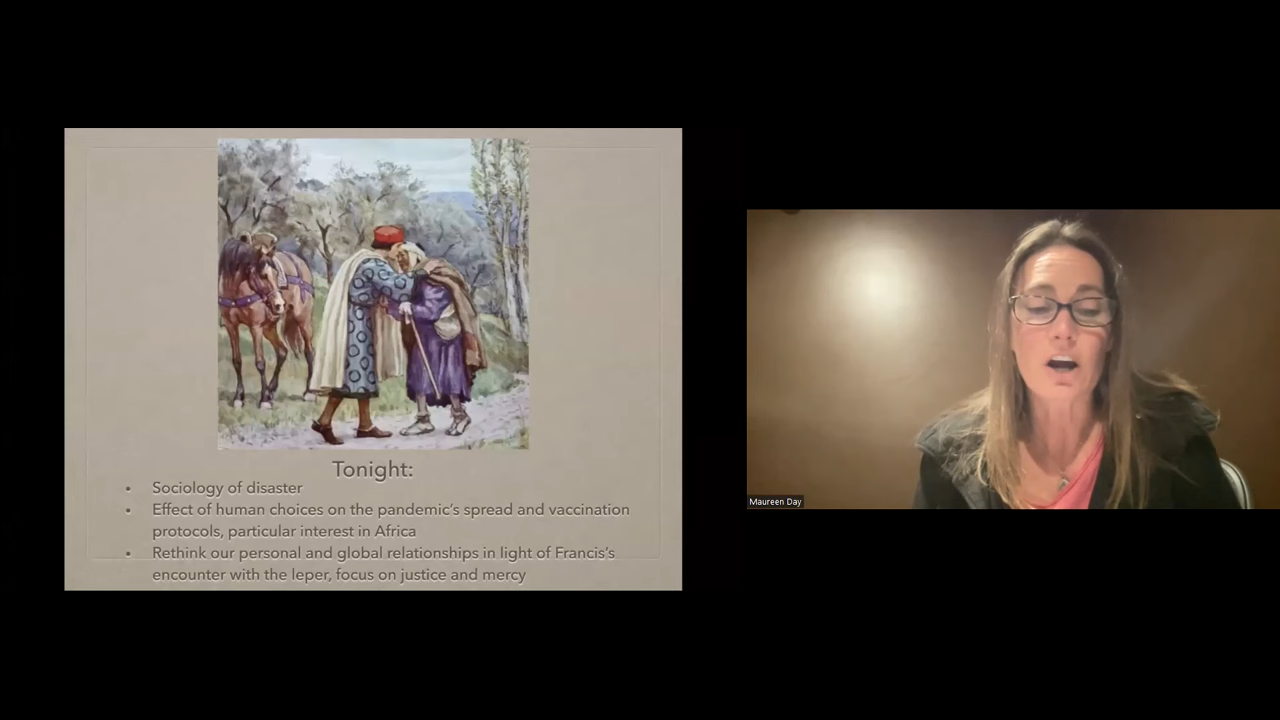 Tonight:
▪ Sociology of disaster
▪ Effect of human choices on the pandemic's spread and vaccination
protocols, particular interest in Africa
▪ Rethink our personal and global relationships in light of Francis's
encounter with the leper, focus on justice and mercy
Maureen Day